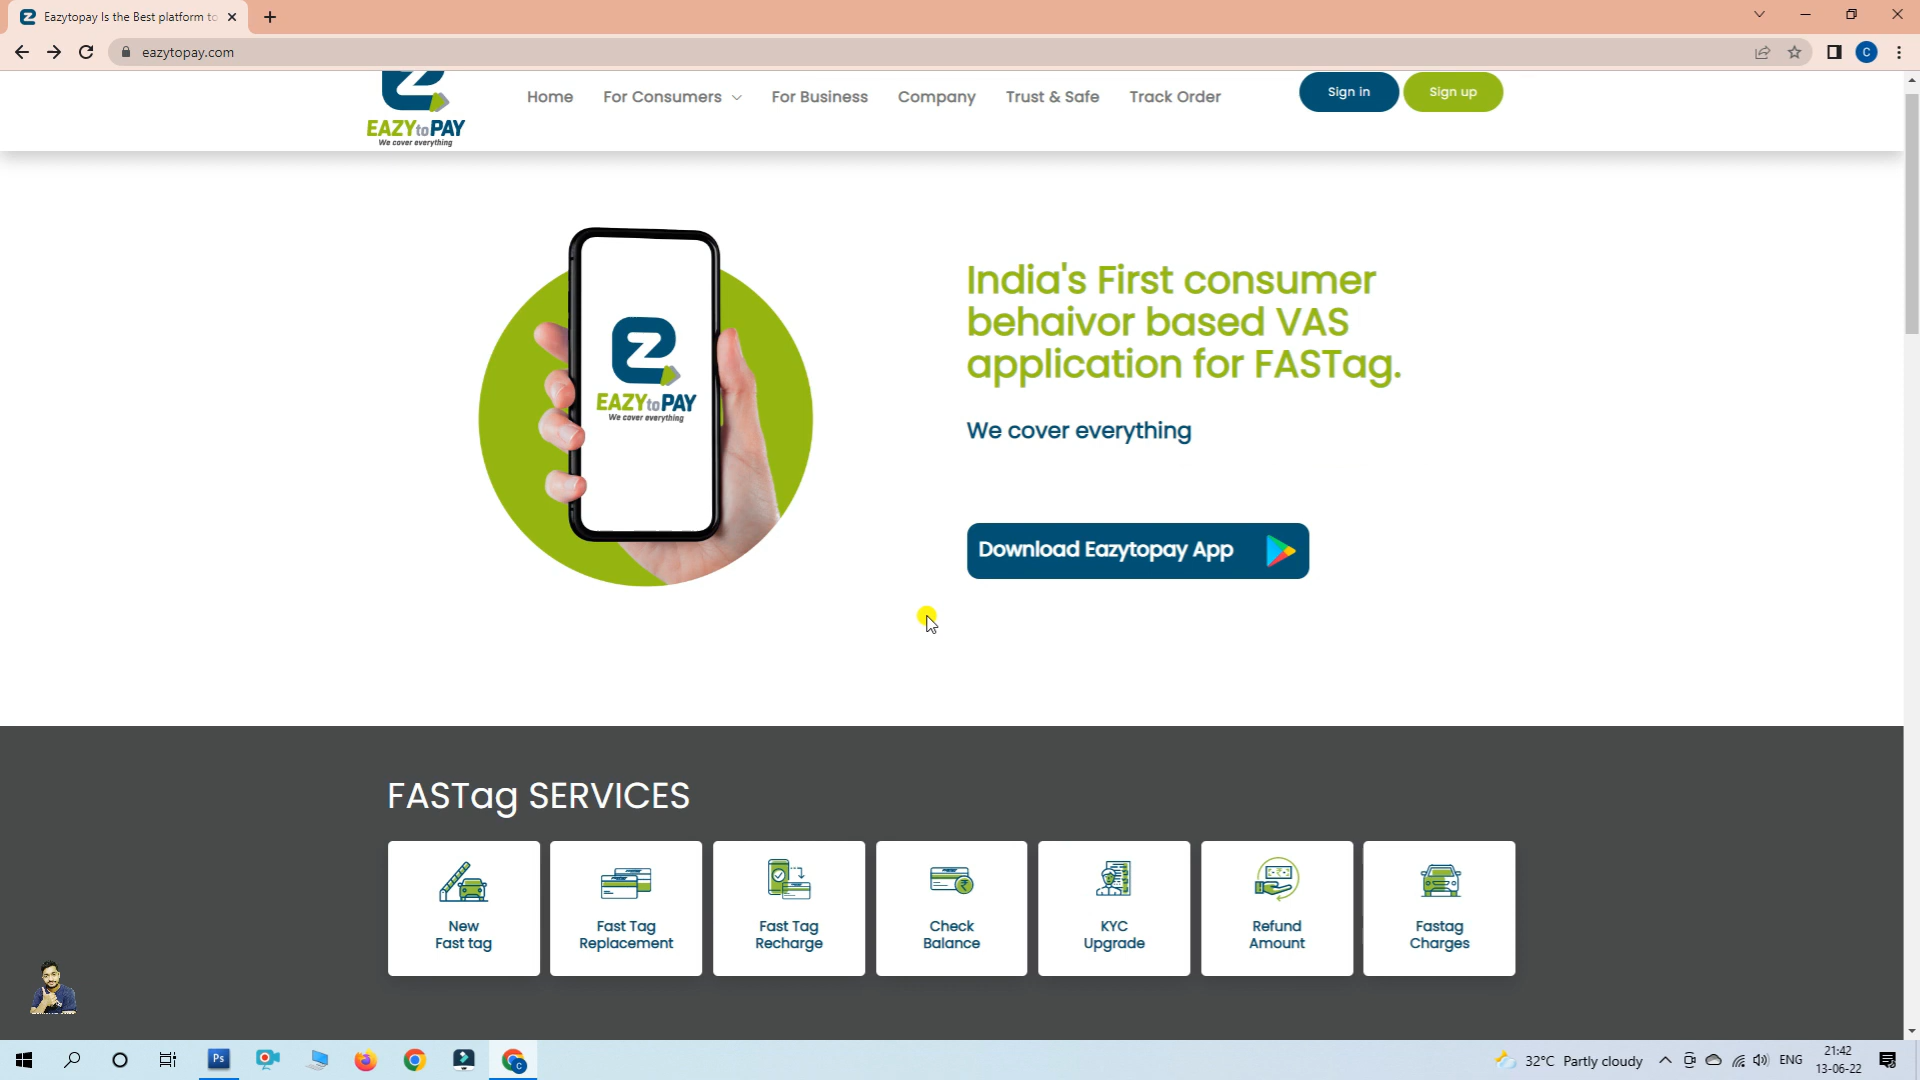 Eazytopay Is the Best platform to
eazytopay.com
C
EAZYtoPAY
We cover everything
Home
For Consumers
For Business
Company
Trust & Safe
Track Order
Sign in
Sign up
EAZYtoPAY
We cover everything
India's First consumer
behaivor based VAS
application for FASTag.
We cover everything
Download Eazytopay App
FASTag SERVICES
New
Fast tag
Fast Tag
Replacement
Fast Tag
Recharge
Check
Balance
KYC
Upgrade
Refund
Amount
Fastag
Charges
Ps
C
32°C Partly cloudy
ENG
21:42
13-06-22